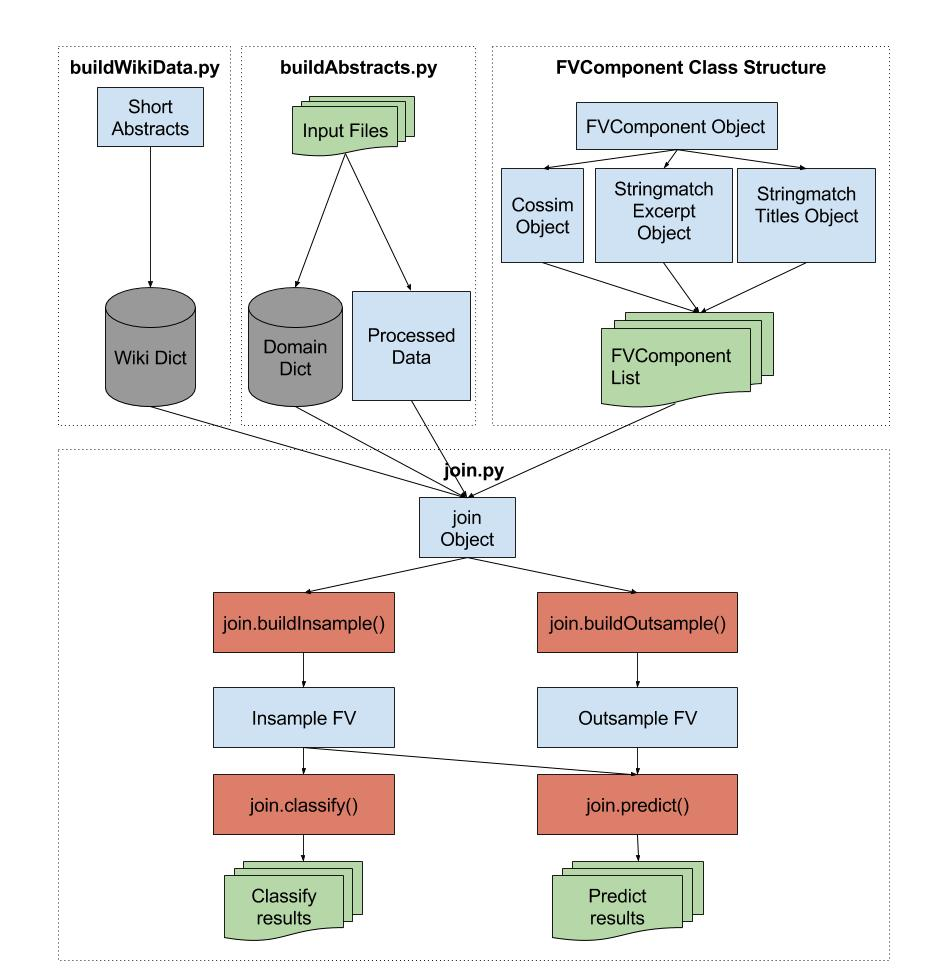 buildWikiData.py
Short
Abstracts
Wiki Dict
buildAbstracts.py
Input Files
Domain
Dict
Processed
Data
FVComponent Class Structure
FVComponent Object
Cossim
Object
Stringmatch
Excerpt
Object
Stringmatch
Titles Object
FVComponent
List
join.py
join
Object
join.buildInsample()
join.buildOutsample()
Insample FV
Outsample FV
join.classify()
join.predict()
Classify
results
Predict
results